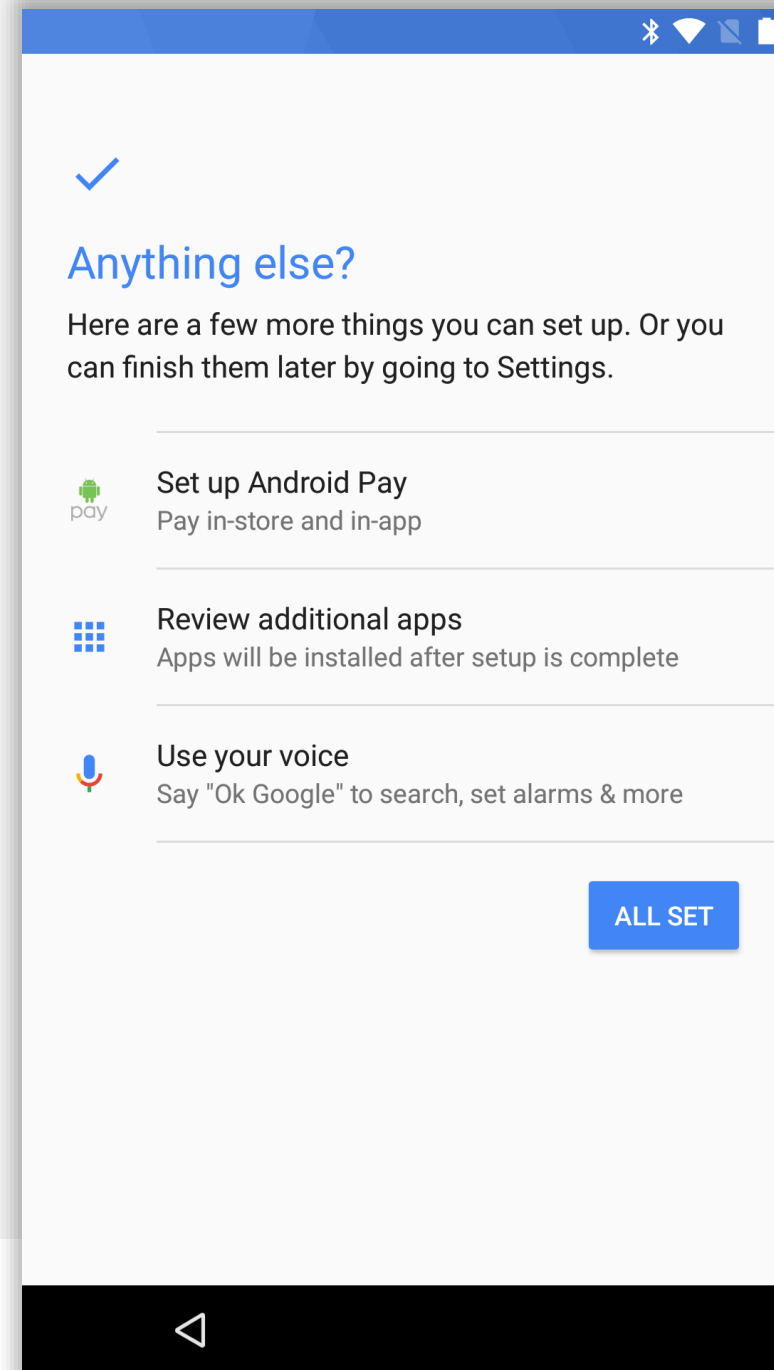 Anything else?
Here are a few more things you can set up. Or you
can finish them later by going to Settings.
Set up Android Pay
pay
Pay in-store and in-app
Review additional apps
Apps will be installed after setup is complete
Use your voice
Say "Ok Google" to search, set alarms & more
ALL SET